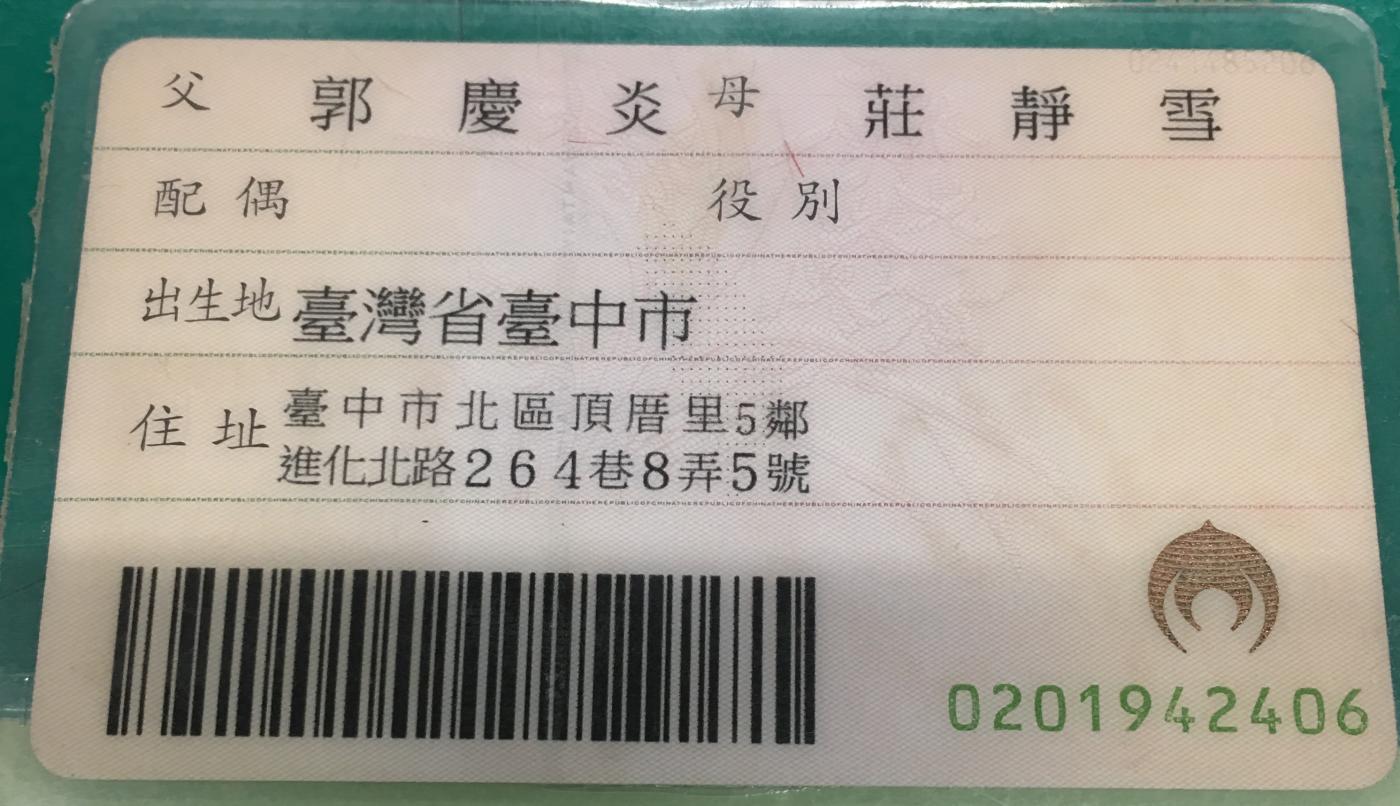 父 郭慶炎 母 莊靜雪
配偶 役別
出生地 臺灣省臺中市
住址 臺中市北區頂厝里5鄰
進化北路264巷8弄5號
0201942406